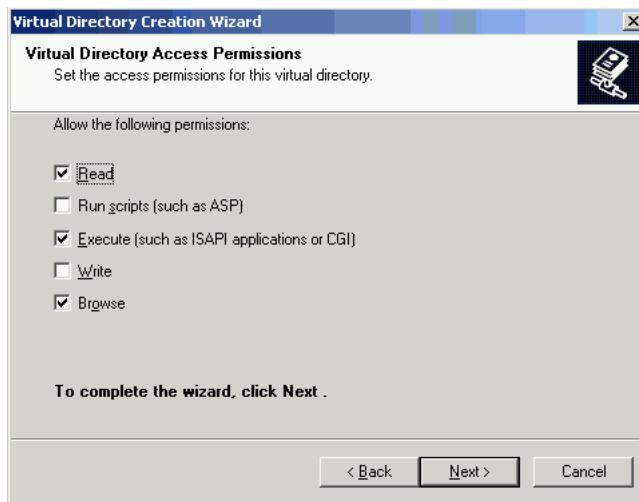 Virtual Directory Creation Wizard
Virtual Directory Access Permissions
Set the access permissions for this virtual directory.
Allow the following permissions:
Read
Run scripts (such as ASP)
Execute (such as ISAPI applications or CGI)
Write
Browse
To complete the wizard, click Next .
< Back Next > Cancel